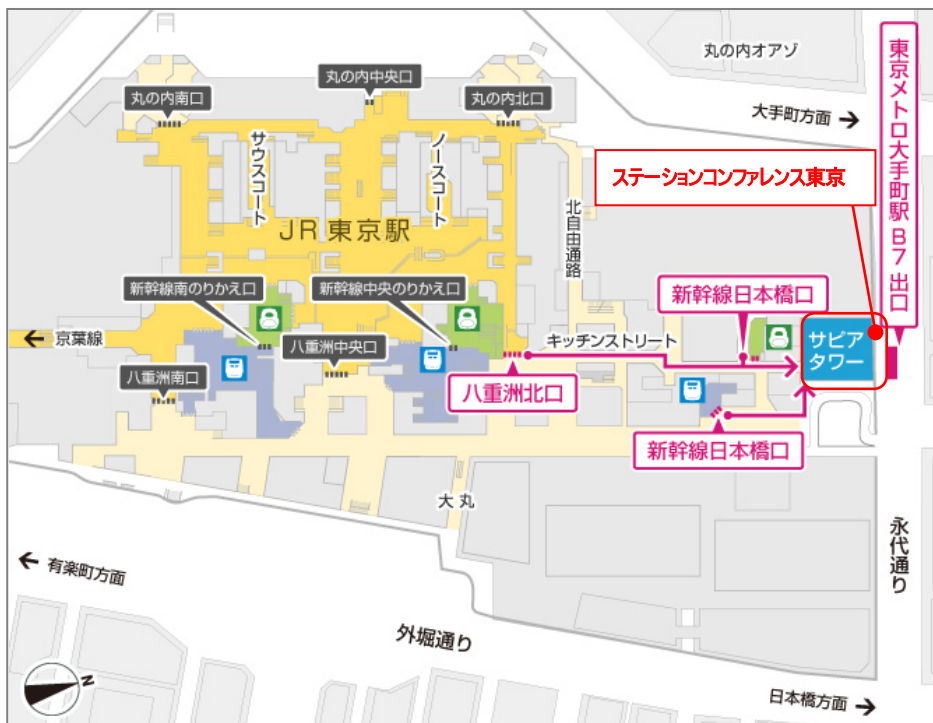 丸の内オアゾ
丸の内中央口
丸の内南口
丸の内北口
大手町方面
東京メトロ大手町駅 B7 出口
サウスコート
ノースコート
ステーションコンファレンス東京
北自由通路
JR 東京駅
新幹線南のりかえ口
新幹線中央のりかえ口
新幹線日本橋口
京葉線
八重洲中央口
キッチンストリート
サピア
タワー
八重洲南口
八重洲北口
新幹線日本橋口
大丸
永代通り
有楽町方面
外堀通り
N
日本橋方面